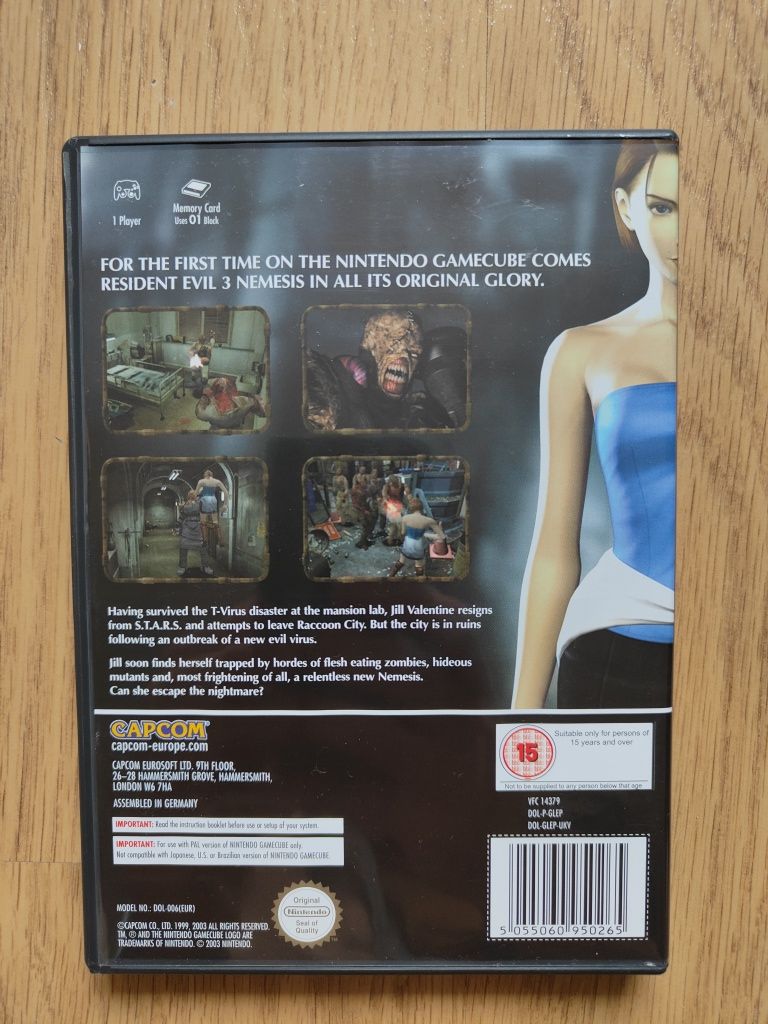 1 Player
Memory Card
Uses 01 Block
FOR THE FIRST TIME ON THE NINTENDO GAMECUBE COMES
RESIDENT EVIL 3 NEMESIS IN ALL ITS ORIGINAL GLORY.
Having survived the T-Virus disaster at the mansion lab, Jill Valentine resigns
from S.T.A.R.S. and attempts to leave Raccoon City. But the city is in ruins
following an outbreak of a new evil virus.
Jill soon finds herself trapped by hordes of flesh eating zombies, hideous
mutants and, most frightening of all, a relentless new Nemesis.
Can she escape the nightmare?
CAPCOM
capcom-europe.com
CAPCOM EUROSOFT LTD. 9TH FLOOR,
26–28 HAMMERSMITH GROVE, HAMMERSMITH,
LONDON W6 7HA
ASSEMBLED IN GERMANY
IMPORTANT: Read the instruction booklet before use or setup of your system.
IMPORTANT: For use with PAL version of NINTENDO GAMECUBE only.
Not compatible with Japanese, U.S. or Brazilian version of NINTENDO GAMECUBE.
MODEL NO.: DOL-006(EUR)
©CAPCOM CO., LTD. 1999, 2003 ALL RIGHTS RESERVED.
TM, ® AND THE NINTENDO GAMECUBE LOGO ARE
TRADEMARKS OF NINTENDO. © 2003 NINTENDO.
Original
Nintendo
Seal of
Quality
15
Suitable only for persons of
15 years and over
Not to be supplied to any person below that age
VFC 14379
DOL-P-GLEP
DOL-GLEP-UKV
5 055060 950265